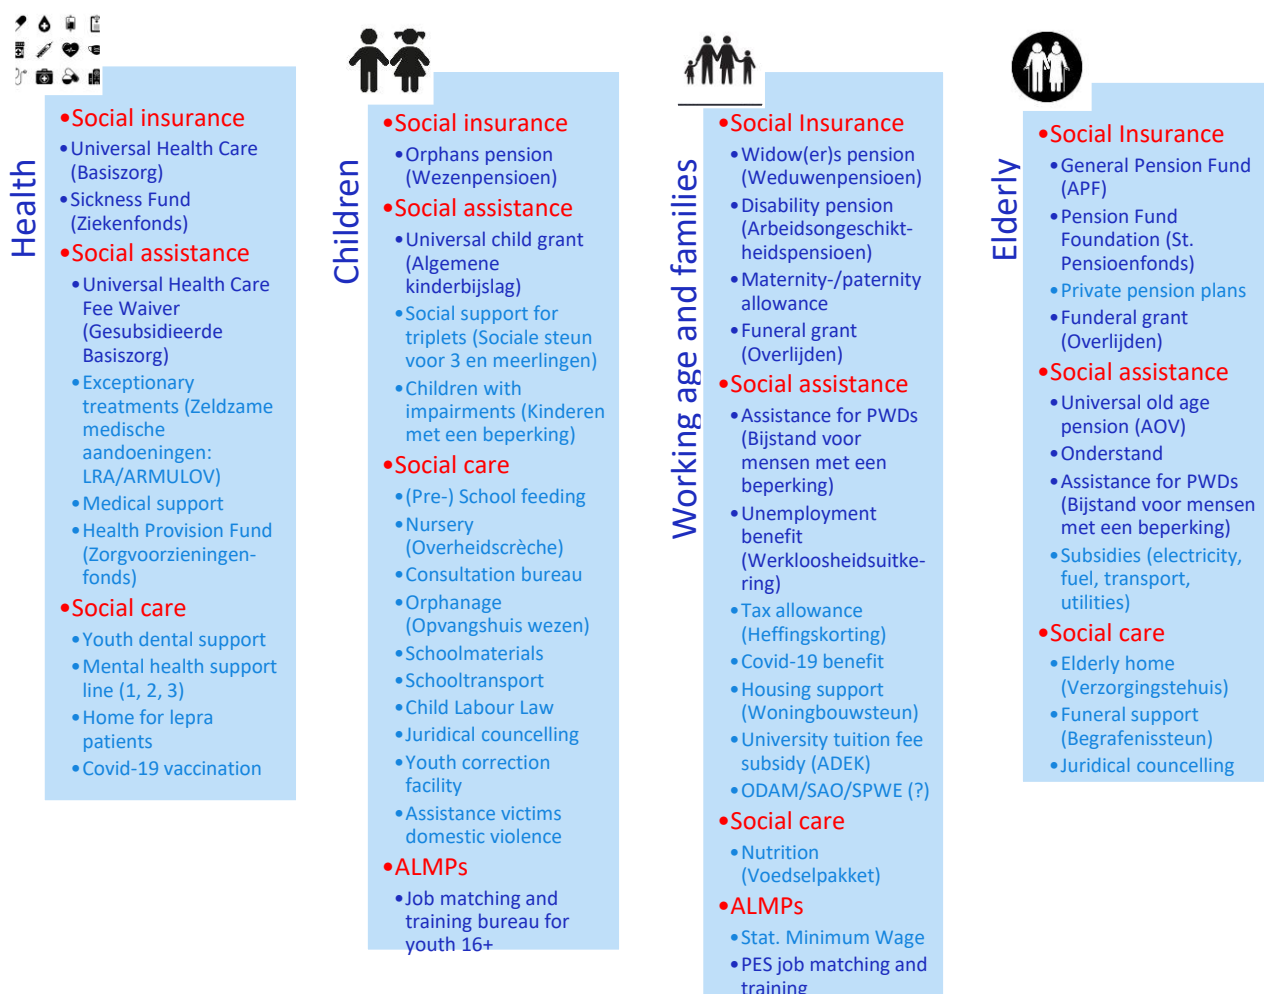 Health
•Social insurance
•Universal Health Care
(Basiszorg)
•Sickness Fund
(Ziekenfonds)
•Social assistance
•Universal Health Care
Fee Waiver
(Gesubsidieerde
Basiszorg)
•Exceptionary
treatments (Zeldzame
medische
aandoeningen:
LRA/ARMULOV)
•Medical support
•Health Provision Fund
(Zorgvoorzieningen-
fonds)
•Social care
•Youth dental support
•Mental health support
line (1, 2, 3)
•Home for lepra
patients
•Covid-19 vaccination
Children
•Social insurance
•Orphans pension
(Wezenpensioen)
•Social assistance
•Universal child grant
(Algemene
kinderbijslag)
•Social support for
triplets (Sociale steun
voor 3 en meerlingen)
•Children with
impairments (Kinderen
met een beperking)
•Social care
•(Pre-) School feeding
•Nursery
(Overheidscrèche)
•Consultation bureau
•Orphanage
(Opvangshuis wezen)
•Schoolmaterials
•Schooltransport
•Child Labour Law
•Juridical councelling
•Youth correction
facility
•Assistance victims
domestic violence
•ALMPs
•Job matching and
training bureau for
youth 16+
Working age and families
•Social Insurance
•Widow(er)s pension
(Weduwenpensioen)
•Disability pension
(Arbeidsongeschikt-
heidspensioen)
•Maternity-/paternity
allowance
•Funeral grant
(Overlijden)
•Social assistance
•Assistance for PWDs
(Bijstand voor
mensen met een
beperking)
•Unemployment
benefit
(Werkloosheidsuitke-
ring)
•Tax allowance
(Heffingskorting)
•Covid-19 benefit
•Housing support
(Woningbouwsteun)
•University tuition fee
subsidy (ADEK)
•ODAM/SAO/SPWE (?)
•Social care
•Nutrition
(Voedselpakket)
•ALMPs
•Stat. Minimum Wage
•PES job matching and
training
Elderly
•Social Insurance
•General Pension Fund
(APF)
•Pension Fund
Foundation (St.
Pensioenfonds)
•Private pension plans
•Funderal grant
(Overlijden)
•Social assistance
•Universal old age
pension (AOV)
•Onderstand
•Assistance for PWDs
(Bijstand voor mensen
met een beperking)
•Subsidies (electricity,
fuel, transport,
utilities)
•Social care
•Elderly home
(Verzorgingstehuis)
•Funeral support
(Begrafenissteun)
•Juridical councelling